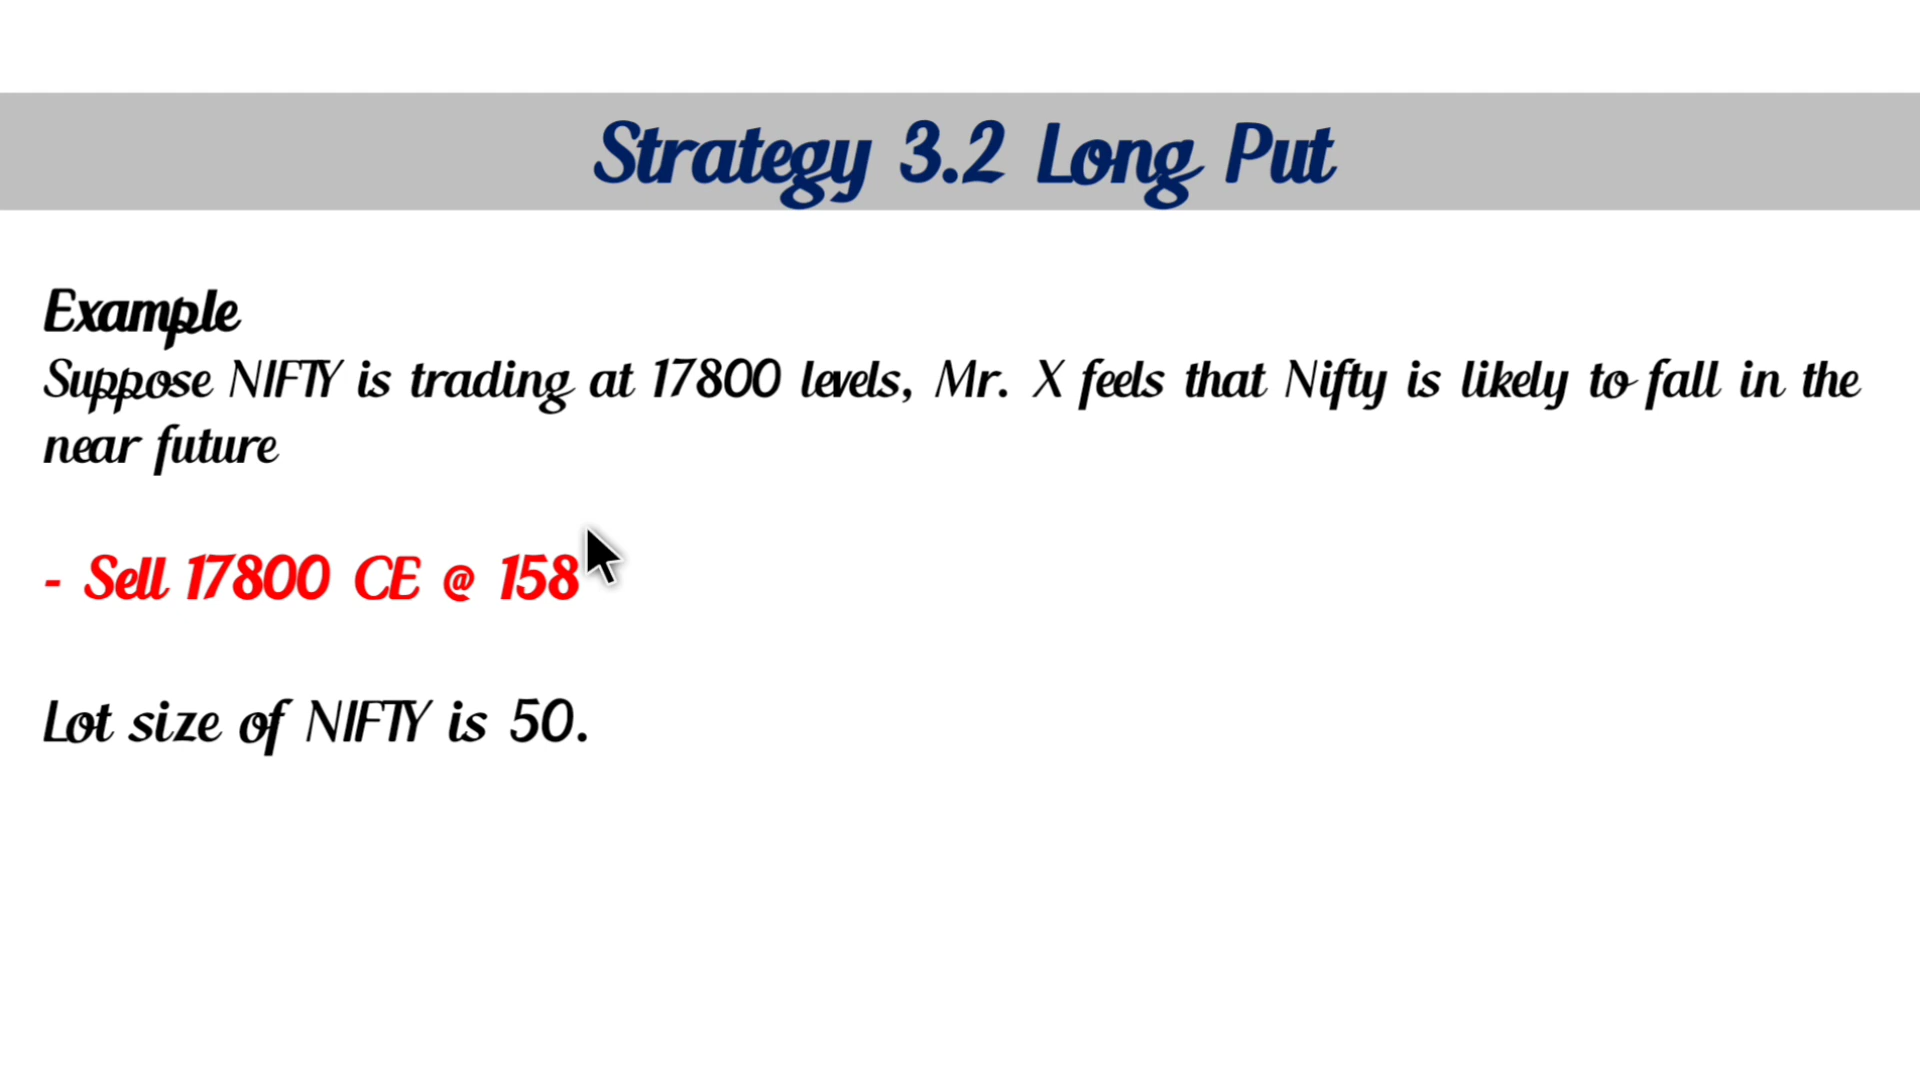 Strategy 3.2 Long Put
Example
Suppose NIFTY is trading at 17800 levels, Mr. X feels that Nifty is likely to fall in the
near future
- Sell 17800 CE @ 158
Lot size of NIFTY is 50.